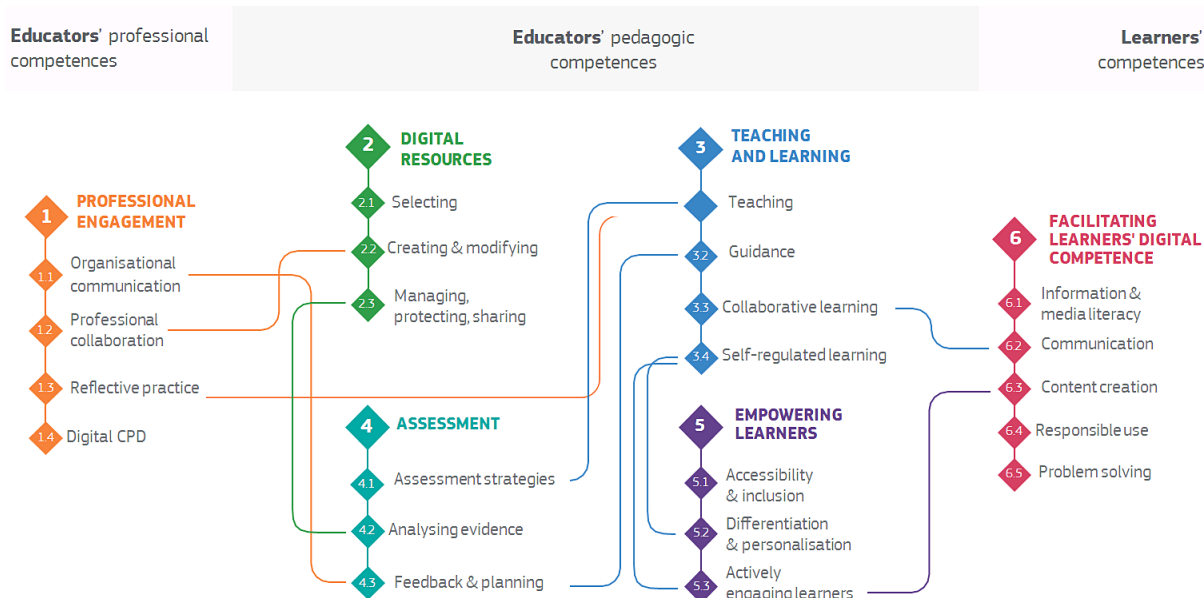 Educators' professional
competences
Educators' pedagogic
competences
Learners'
competences
1
PROFESSIONAL
ENGAGEMENT
1.1
Organisational
communication
1.2
Professional
collaboration
1.3
Reflective practice
1.4
Digital CPD
2
DIGITAL
RESOURCES
2.1
Selecting
2.2
Creating & modifying
2.3
Managing,
protecting, sharing
3
TEACHING
AND LEARNING
Teaching
3.2
Guidance
3.3
Collaborative learning
3.4
Self-regulated learning
4
ASSESSMENT
4.1
Assessment strategies
4.2
Analysing evidence
4.3
Feedback & planning
5
EMPOWERING
LEARNERS
5.1
Accessibility
& inclusion
5.2
Differentiation
& personalisation
5.3
Actively
engaging learners
6
FACILITATING
LEARNERS' DIGITAL
COMPETENCE
6.1
Information &
media literacy
6.2
Communication
6.3
Content creation
6.4
Responsible use
6.5
Problem solving